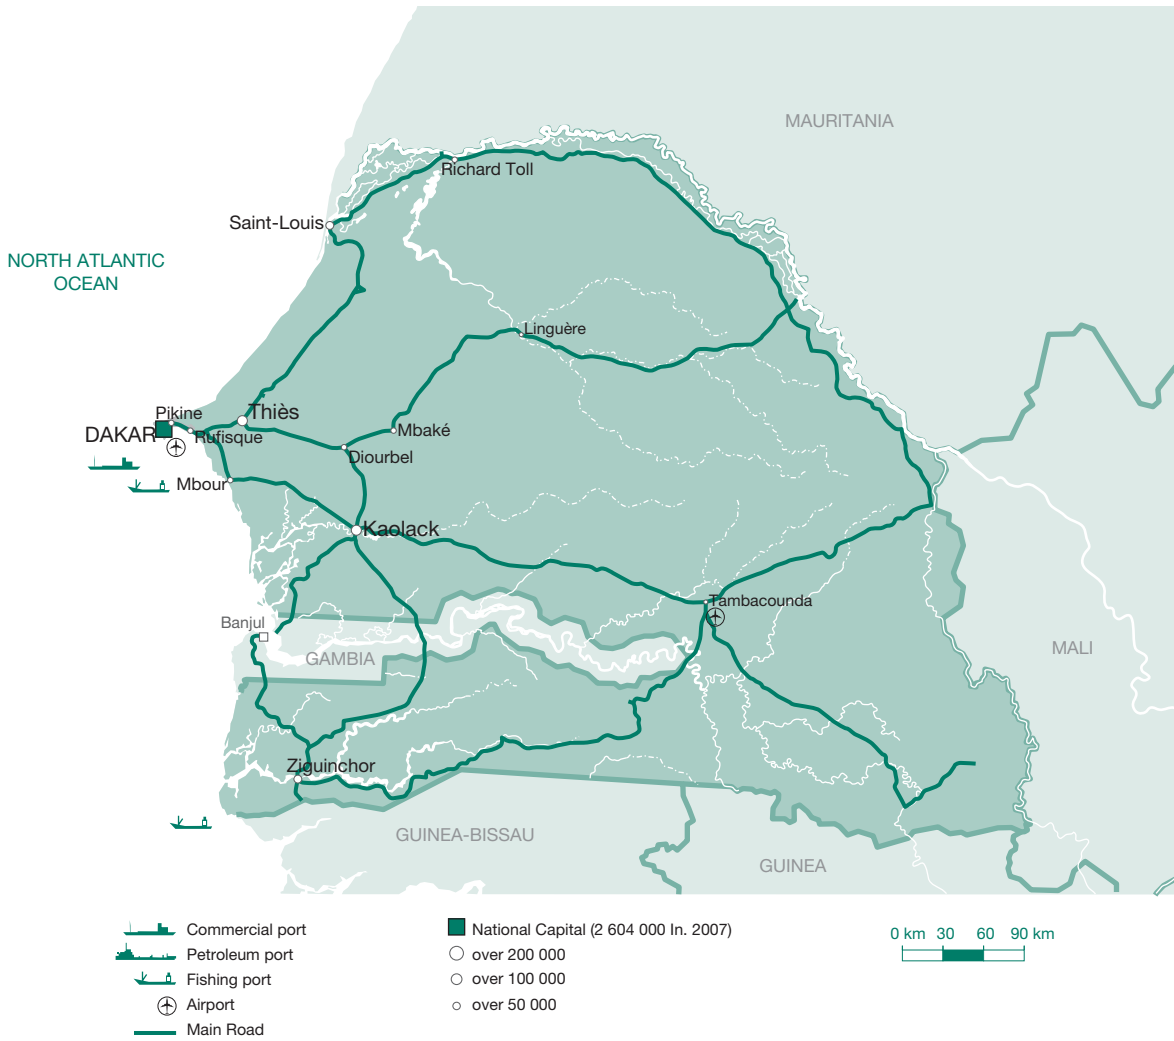 MAURITANIA
Richard Toll
Saint-Louis
NORTH ATLANTIC
OCEAN
Linguère
Pikine
Thiès
DAKAR
Rufisque
Mbaké
Diourbel
Mbour
Kaolack
Tambacounda
Banjul
GAMBIA
MALI
Ziguinchor
GUINEA-BISSAU
GUINEA
Commercial port
Petroleum port
Fishing port
Airport
Main Road
National Capital (2 604 000 In. 2007)
over 200 000
over 100 000
over 50 000
0 km 30 60 90 km